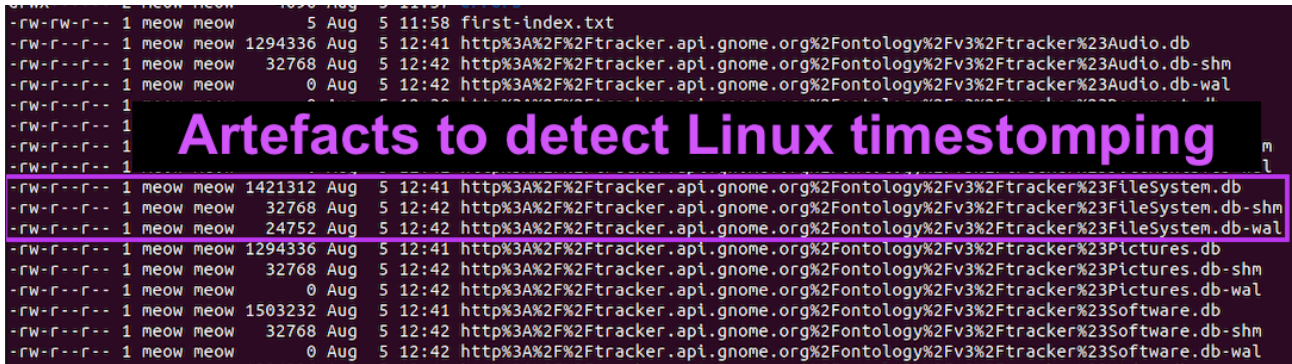 -rw-rw-r-- 1 meow meow 5 Aug 5 11:58 first-index.txt
-rw-r--r-- 1 meow meow 1294336 Aug 5 12:41 http%3A%2F%2Ftracker.api.gnome.org%2Fontology%2Fv3%2Ftracker%23Audio.db
-rw-r--r-- 1 meow meow 32768 Aug 5 12:42 http%3A%2F%2Ftracker.api.gnome.org%2Fontology%2Fv3%2Ftracker%23Audio.db-shm
-rw-r--r-- 1 meow meow 0 Aug 5 12:42 http%3A%2F%2Ftracker.api.gnome.org%2Fontology%2Fv3%2Ftracker%23Audio.db-wal
-rw-r--r-- 1
-rw-r--r-- 1
Artefacts to detect Linux timestomping
-rw-r--r-- 1
-rw-r--r-- 1 meow meow 1421312 Aug 5 12:41 http%3A%2F%2Ftracker.api.gnome.org%2Fontology%2Fv3%2Ftracker%23FileSystem.db
-rw-r--r-- 1 meow meow 32768 Aug 5 12:42 http%3A%2F%2Ftracker.api.gnome.org%2Fontology%2Fv3%2Ftracker%23FileSystem.db-shm
-rw-r--r-- 1 meow meow 24752 Aug 5 12:42 http%3A%2F%2Ftracker.api.gnome.org%2Fontology%2Fv3%2Ftracker%23FileSystem.db-wal
-rw-r--r-- 1 meow meow 1294336 Aug 5 12:41 http%3A%2F%2Ftracker.api.gnome.org%2Fontology%2Fv3%2Ftracker%23Pictures.db
-rw-r--r-- 1 meow meow 32768 Aug 5 12:42 http%3A%2F%2Ftracker.api.gnome.org%2Fontology%2Fv3%2Ftracker%23Pictures.db-shm
-rw-r--r-- 1 meow meow 0 Aug 5 12:42 http%3A%2F%2Ftracker.api.gnome.org%2Fontology%2Fv3%2Ftracker%23Pictures.db-wal
-rw-r--r-- 1 meow meow 1503232 Aug 5 12:41 http%3A%2F%2Ftracker.api.gnome.org%2Fontology%2Fv3%2Ftracker%23Software.db
-rw-r--r-- 1 meow meow 32768 Aug 5 12:42 http%3A%2F%2Ftracker.api.gnome.org%2Fontology%2Fv3%2Ftracker%23Software.db-shm
-rw-r--r-- 1 meow meow 0 Aug 5 12:42 http%3A%2F%2Ftracker.api.gnome.org%2Fontology%2Fv3%2Ftracker%23Software.db-wal